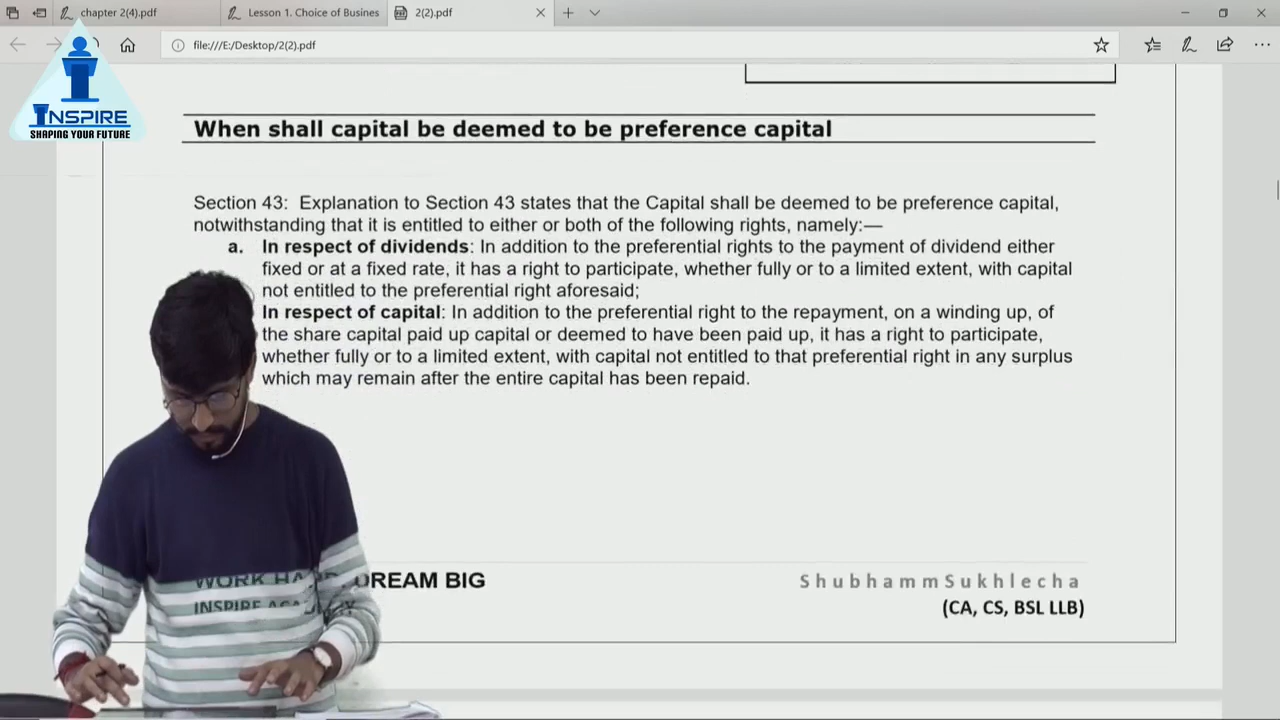 chapter 2(4).pdf
Lesson 1. Choice of Busines
2(2).pdf
file:///E:/Desktop/2(2).pdf
INSPIRE
SHAPING YOUR FUTURE
When shall capital be deemed to be preference capital
Section 43: Explanation to Section 43 states that the Capital shall be deemed to be preference capital,
notwithstanding that it is entitled to either or both of the following rights, namely:—
a. In respect of dividends: In addition to the preferential rights to the payment of dividend either
fixed or at a fixed rate, it has a right to participate, whether fully or to a limited extent, with capital
not entitled to the preferential right aforesaid;
In respect of capital: In addition to the preferential right to the repayment, on a winding up, of
the share capital paid up capital or deemed to have been paid up, it has a right to participate,
whether fully or to a limited extent, with capital not entitled to that preferential right in any surplus
which may remain after the entire capital has been repaid.
WORK HA DREAM BIG
INSPIRE ACADEMY
ShubhammSukhlecha
(CA, CS, BSL LLB)